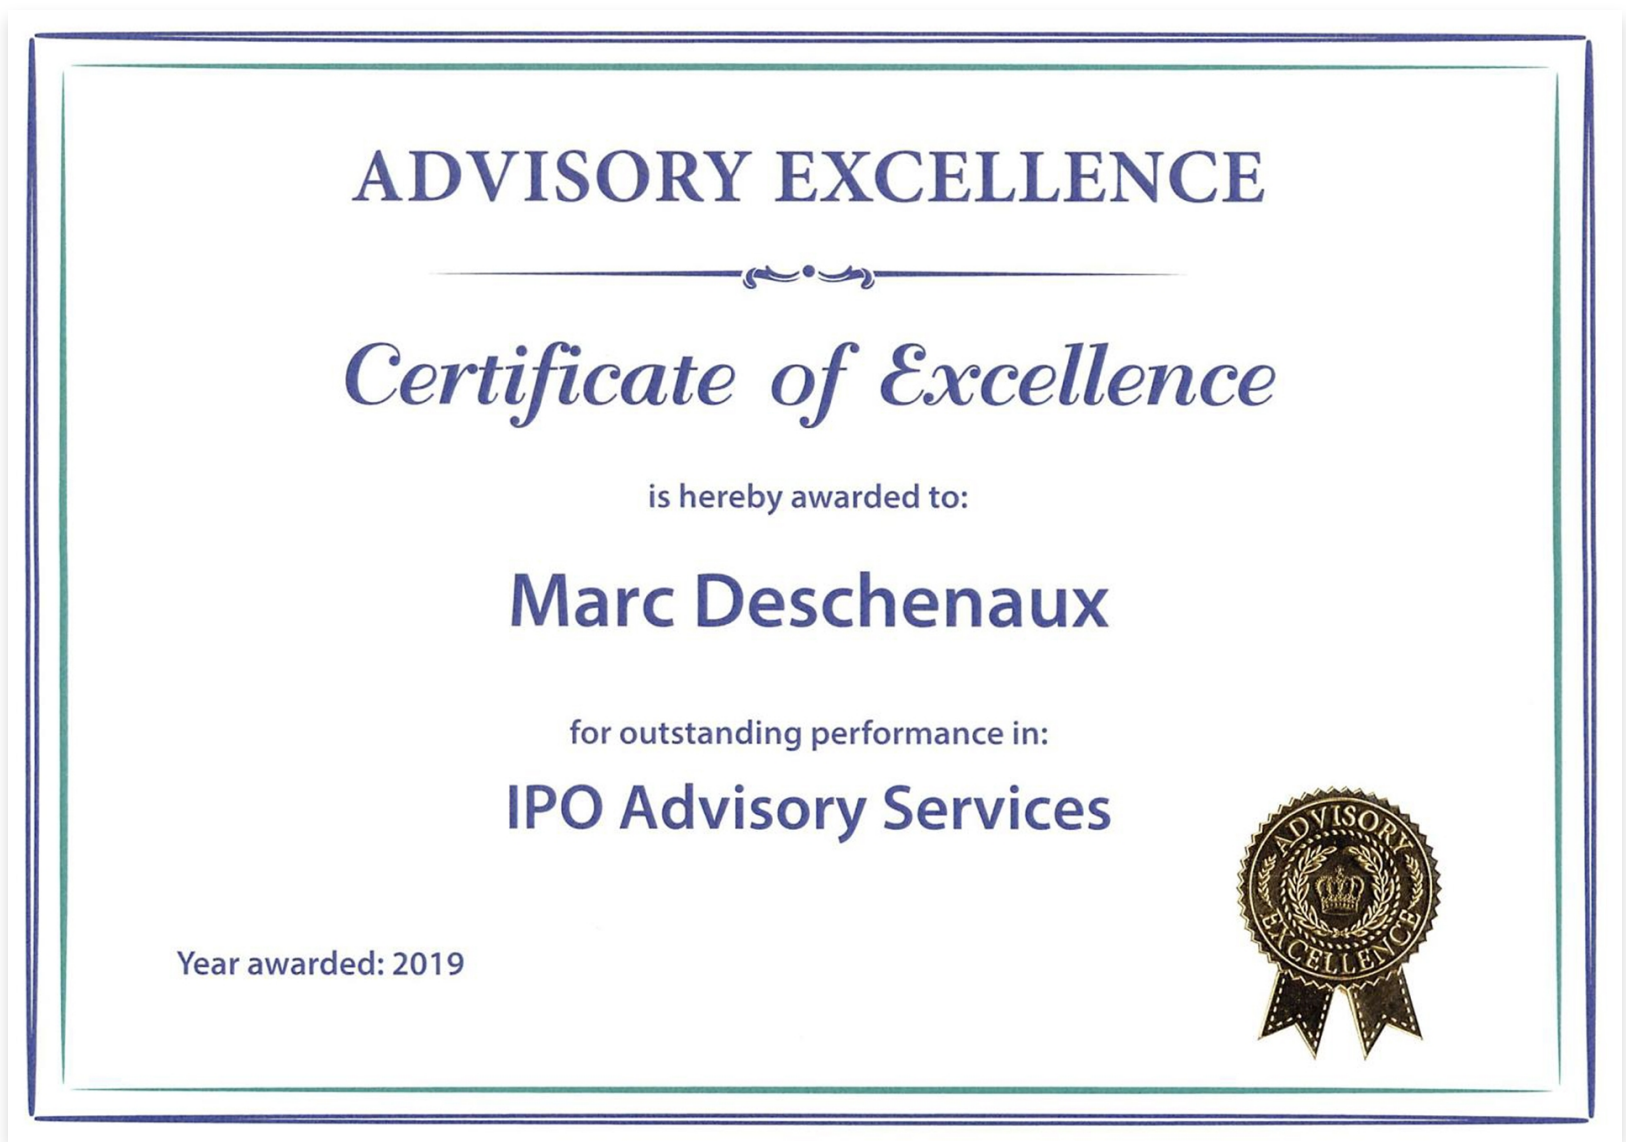 ADVISORY EXCELLENCE
Certificate of Excellence
is hereby awarded to:
Marc Deschenaux
for outstanding performance in:
IPO Advisory Services
ADVISORY
EXCELLENCE
Year awarded: 2019